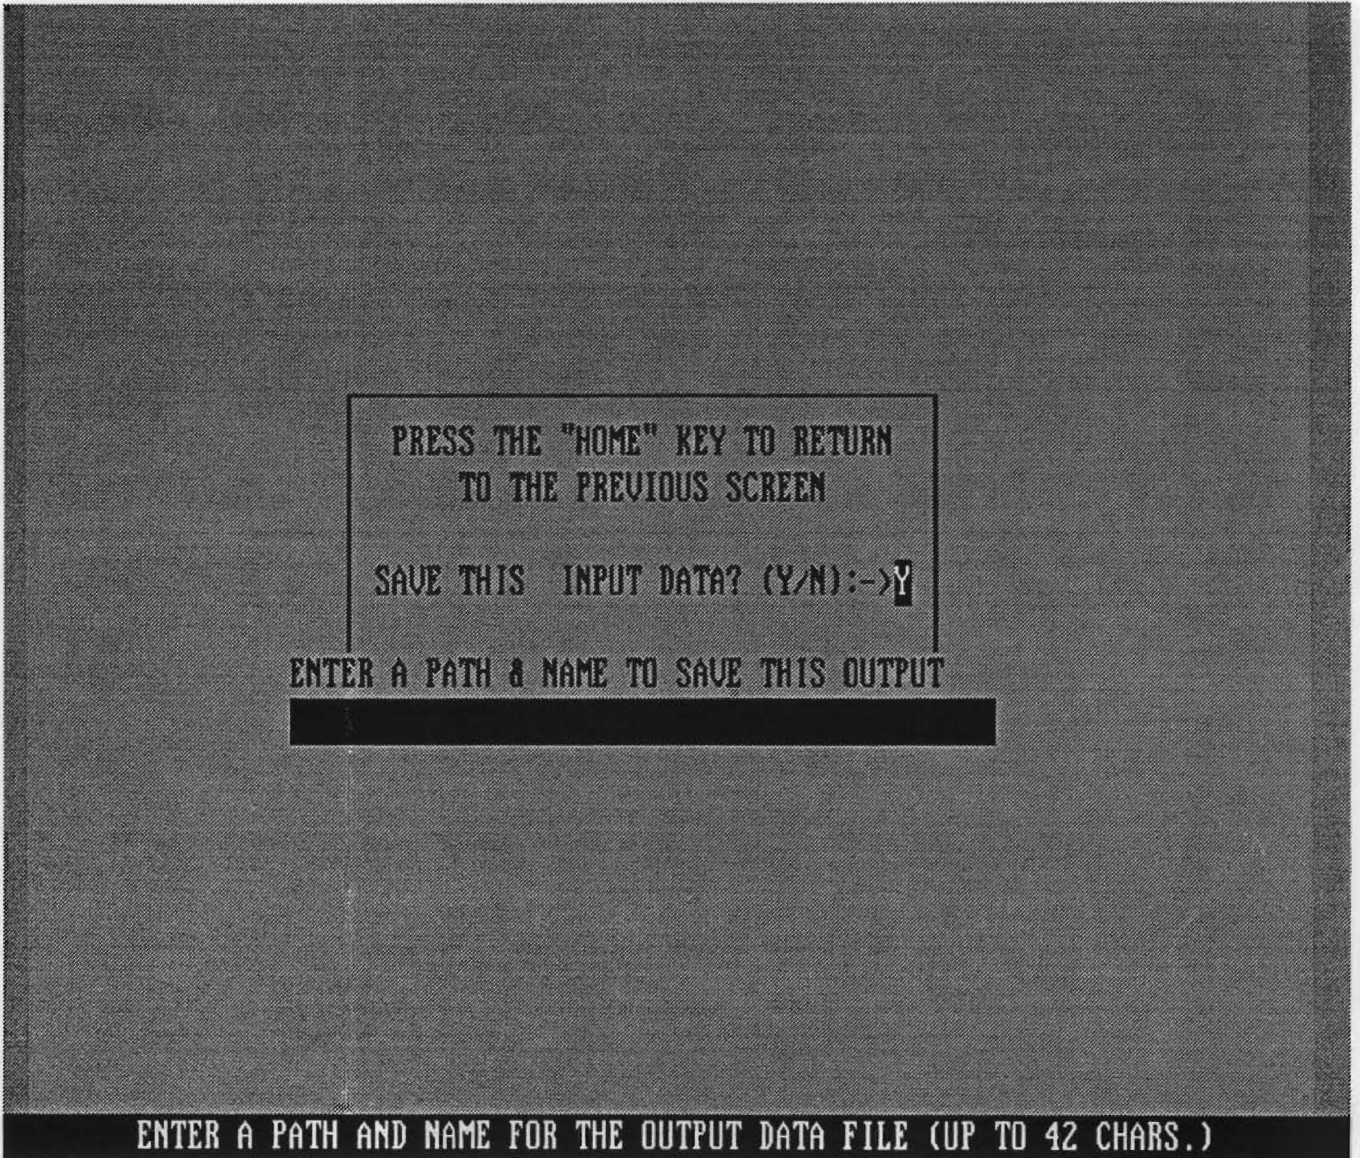 PRESS THE "HOME" KEY TO RETURN
TO THE PREVIOUS SCREEN
SAVE THIS  INPUT DATA? (Y/N):->Y
ENTER A PATH & NAME TO SAVE THIS OUTPUT
ENTER A PATH AND NAME FOR THE OUTPUT DATA FILE (UP TO 42 CHARS.)